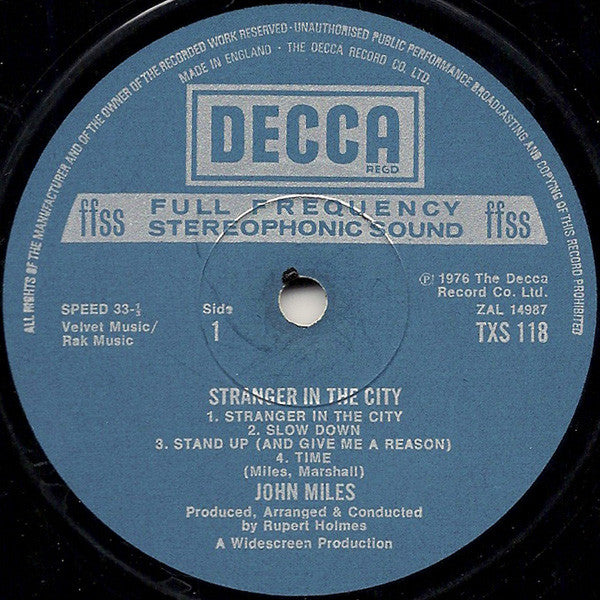 ALL RIGHTS OF THE MANUFACTURER AND OF THE OWNER OF THE RECORDED WORK RESERVED · UNAUTHORISED PUBLIC PERFORMANCE BROADCASTING AND COPYING OF THIS RECORD PROHIBITED
MADE IN ENGLAND · THE DECCA RECORD CO. LTD.
DECCA
REGD
ffss FULL FREQUENCY ffss
STEREOPHONIC SOUND
℗ 1976 The Decca
Record Co. Ltd.
SPEED 33-⅓ Side ZAL 14987
Velvet Music/ 1 TXS 118
Rak Music
STRANGER IN THE CITY
1. STRANGER IN THE CITY
2. SLOW DOWN
3. STAND UP (AND GIVE ME A REASON)
4. TIME
(Miles, Marshall)
JOHN MILES
Produced, Arranged & Conducted
by Rupert Holmes
A Widescreen Production